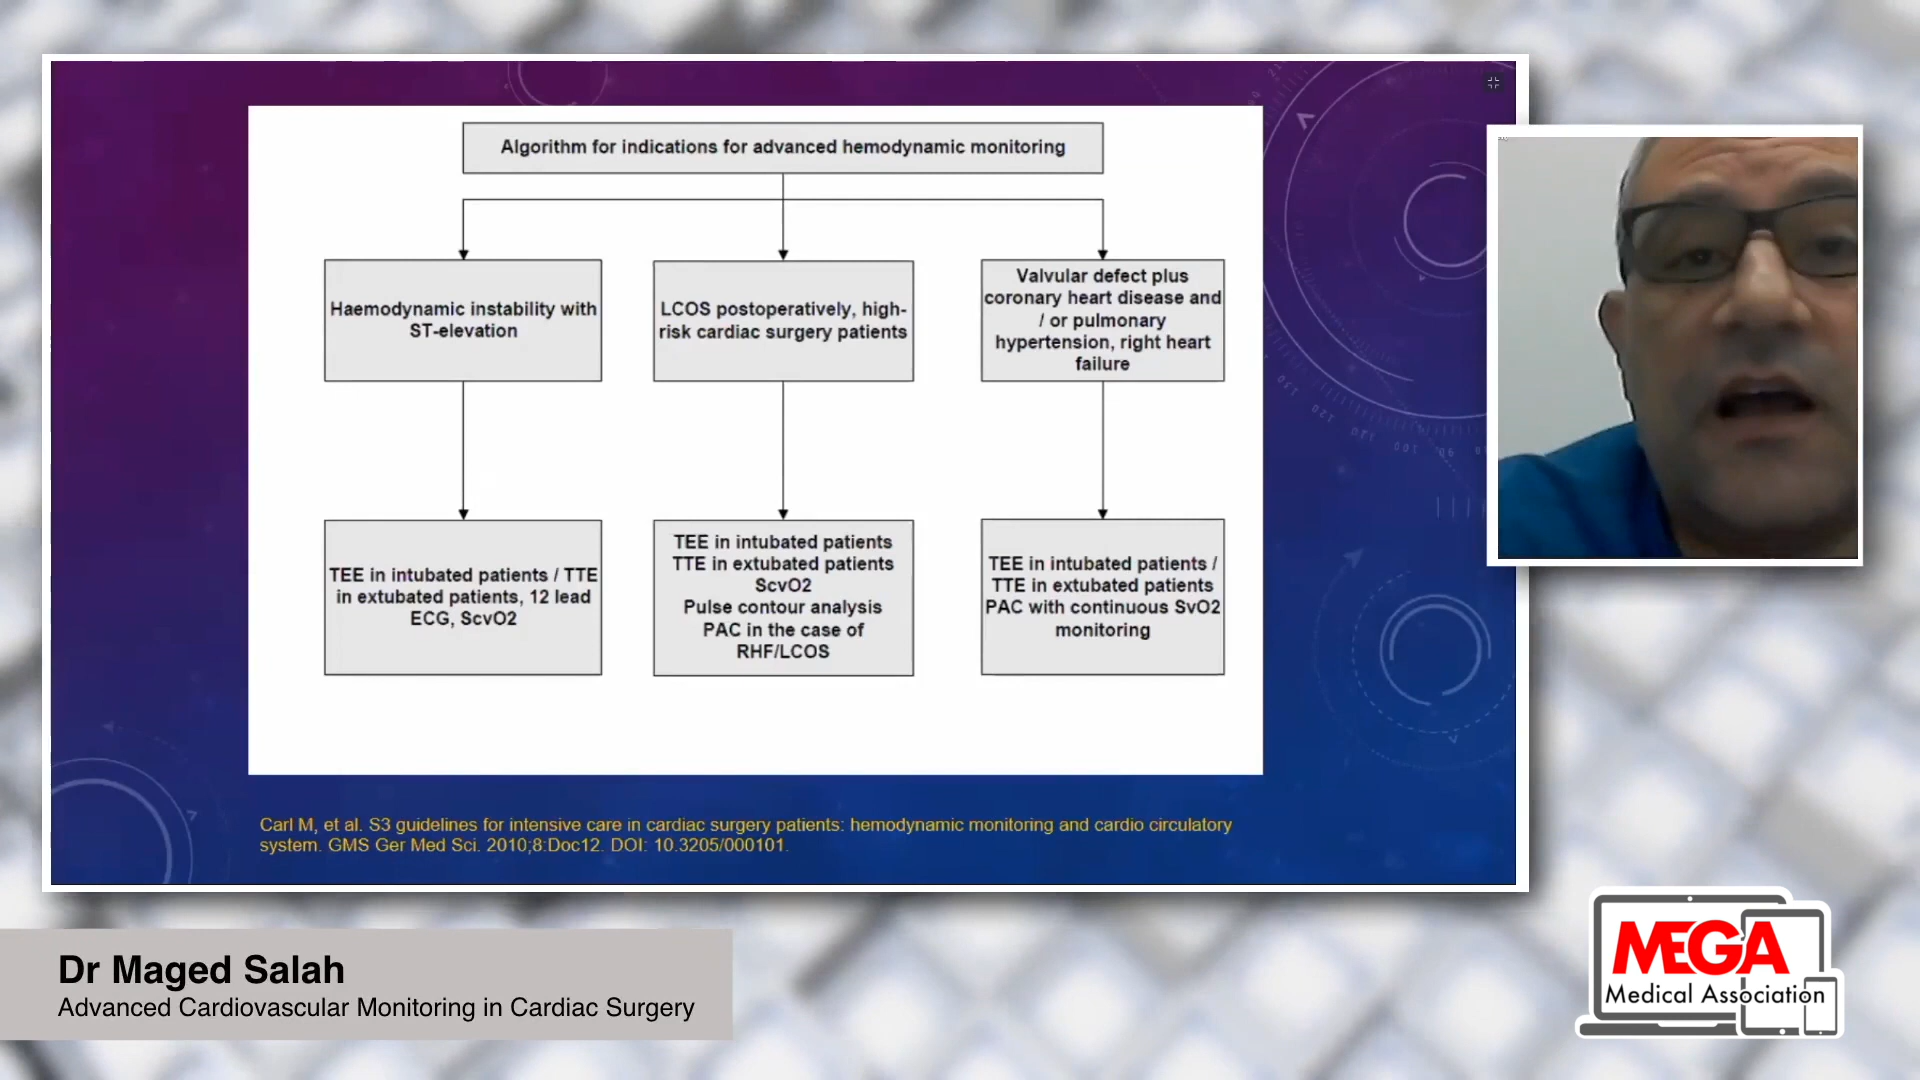 Algorithm for indications for advanced hemodynamic monitoring
Haemodynamic instability with
ST-elevation
LCOS postoperatively, high-
risk cardiac surgery patients
Valvular defect plus
coronary heart disease and
/ or pulmonary
hypertension, right heart
failure
TEE in intubated patients / TTE
in extubated patients, 12 lead
ECG, ScvO2
TEE in intubated patients
TTE in extubated patients
ScvO2
Pulse contour analysis
PAC in the case of
RHF/LCOS
TEE in intubated patients /
TTE in extubated patients
PAC with continuous SvO2
monitoring
Carl M, et al. S3 guidelines for intensive care in cardiac surgery patients: hemodynamic monitoring and cardio circulatory
system. GMS Ger Med Sci. 2010;8:Doc12. DOI: 10.3205/000101.
Dr Maged Salah
Advanced Cardiovascular Monitoring in Cardiac Surgery
MEGA
Medical Association